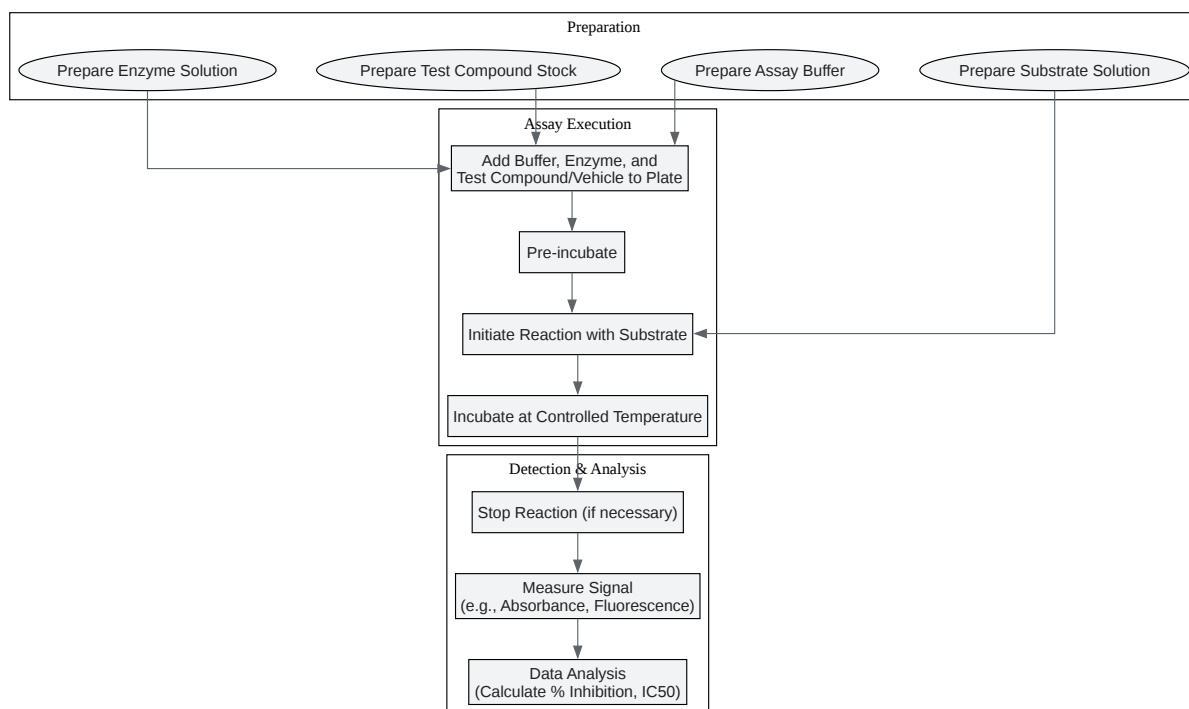 Preparation
Prepare Enzyme Solution
Prepare Test Compound Stock
Prepare Assay Buffer
Prepare Substrate Solution
Assay Execution
Add Buffer, Enzyme, and
Test Compound/Vehicle to Plate
Pre-incubate
Initiate Reaction with Substrate
Incubate at Controlled Temperature
Detection & Analysis
Stop Reaction (if necessary)
Measure Signal
(e.g., Absorbance, Fluorescence)
Data Analysis
(Calculate % Inhibition, IC50)